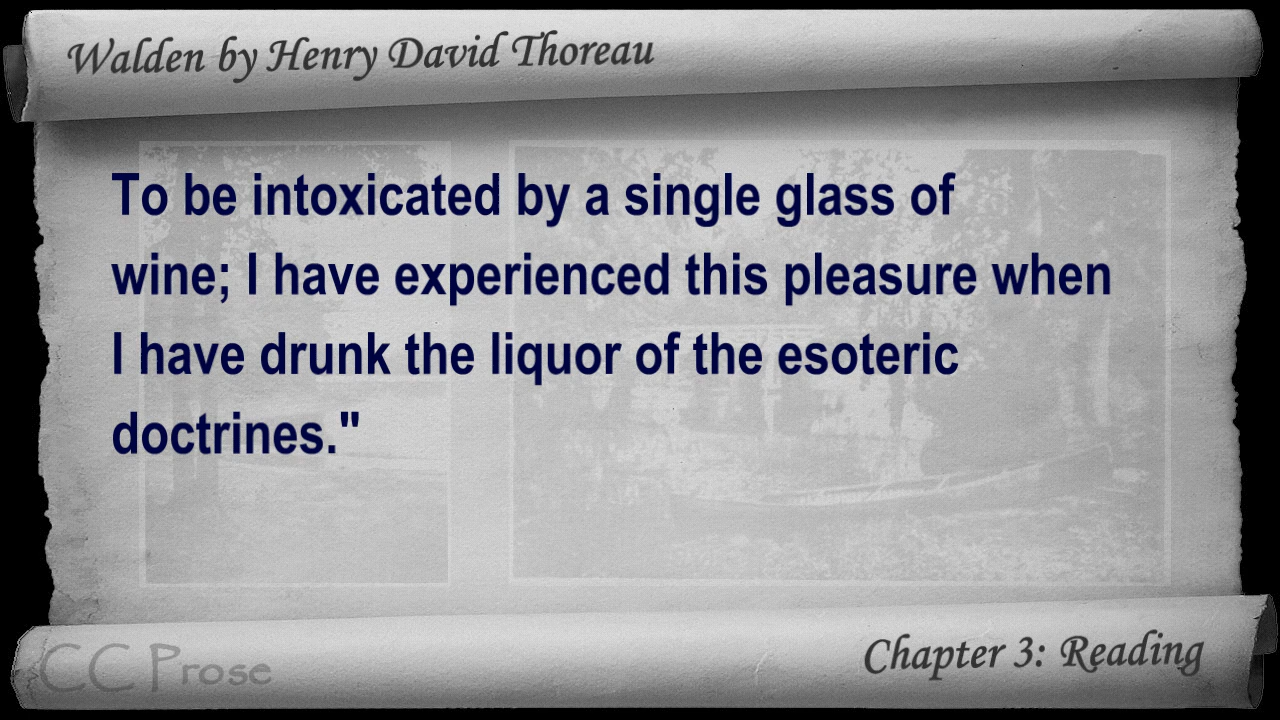 Walden by Henry David Thoreau
To be intoxicated by a single glass of
wine; I have experienced this pleasure when
I have drunk the liquor of the esoteric
doctrines."
CC Prose
Chapter 3: Reading